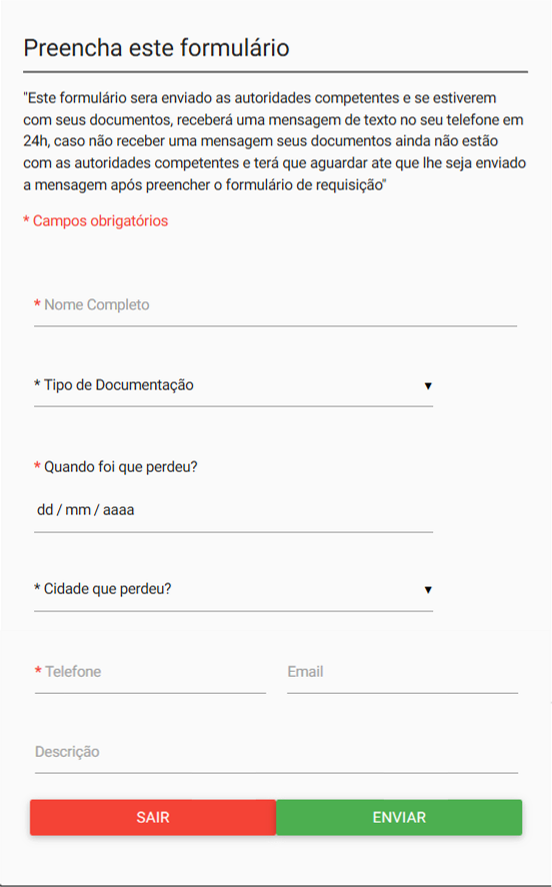 Preencha este formulário
"Este formulário sera enviado as autoridades competentes e se estiverem
com seus documentos, receberá uma mensagem de texto no seu telefone em
24h, caso não receber uma mensagem seus documentos ainda não estão
com as autoridades competentes e terá que aguardar ate que lhe seja enviado
a mensagem após preencher o formulário de requisição"
* Campos obrigatórios
* Nome Completo
* Tipo de Documentação ▼
* Quando foi que perdeu?
dd / mm / aaaa
* Cidade que perdeu? ▼
* Telefone Email
Descrição
SAIR ENVIAR